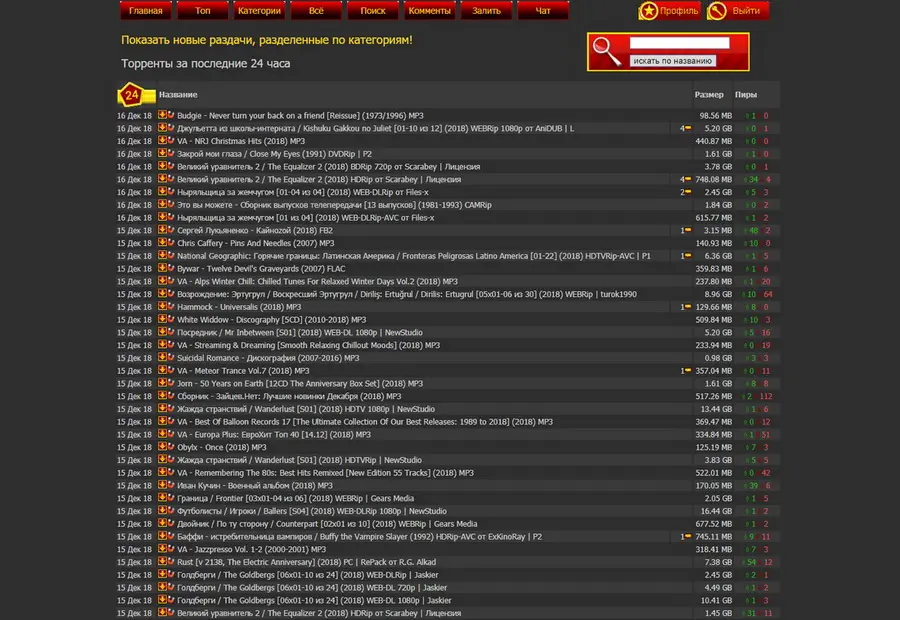 Главная Топ Категории Всё Поиск Комменты Залить Чат Профиль Выйти
Показать новые раздачи, разделенные по категориям!
искать по названию
Торренты за последние 24 часа
24 Название Размер Пиры
16 Дек 18 Budgie - Never turn your back on a friend [Reissue] (1973/1996) MP3 98.56 MB 1 0
16 Дек 18 Джульетта из школы-интерната / Kishuku Gakkou no Juliet [01-10 из 12] (2018) WEBRip 1080p от AniDUB | L 4 5.20 GB 0 1
16 Дек 18 VA - NRJ Christmas Hits (2018) MP3 440.87 MB 0 0
16 Дек 18 Закрой мои глаза / Close My Eyes (1991) DVDRip | P2 1.61 GB 1 0
16 Дек 18 Великий уравнитель 2 / The Equalizer 2 (2018) BDRip 720p от Scarabey | Лицензия 3.78 GB 0 1
16 Дек 18 Великий уравнитель 2 / The Equalizer 2 (2018) HDRip от Scarabey | Лицензия 4 748.08 MB 34 4
16 Дек 18 Ныряльщица за жемчугом [01-04 из 04] (2018) WEB-DLRip от Files-x 2 2.45 GB 5 3
16 Дек 18 Это вы можете - Сборник выпусков телепередачи [13 выпусков] (1981-1993) CAMRip 1.84 GB 0 2
16 Дек 18 Ныряльщица за жемчугом [01 из 04] (2018) WEB-DLRip-AVC от Files-x 615.77 MB 1 2
15 Дек 18 Сергей Лукьяненко - Кайнозой (2018) FB2 1 3.15 MB 48 2
15 Дек 18 Chris Caffery - Pins And Needles (2007) MP3 140.93 MB 10 0
15 Дек 18 National Geographic: Горячие границы: Латинская Америка / Fronteras Peligrosas Latino America [01-22] (2018) HDTVRip-AVC | P1 1 6.36 GB 1 5
15 Дек 18 Bywar - Twelve Devil's Graveyards (2007) FLAC 359.83 MB 1 6
15 Дек 18 VA - Alps Winter Chill: Chilled Tunes For Relaxed Winter Days Vol.2 (2018) MP3 237.80 MB 1 20
15 Дек 18 Возрождение: Эртугрул / Воскресший Эртугрул / Diriliş: Ertuğrul / Dirilis: Ertugrul [05x01-06 из 30] (2018) WEBRip | turok1990 8.96 GB 10 64
15 Дек 18 Hammock - Universalis (2018) MP3 1 129.66 MB 8 0
15 Дек 18 White Widdow - Discography [5CD] (2010-2018) MP3 509.84 MB 10 3
15 Дек 18 Посредник / Mr Inbetween [S01] (2018) WEB-DL 1080p | NewStudio 5.20 GB 5 16
15 Дек 18 VA - Streaming & Dreaming [Smooth Relaxing Chillout Moods] (2018) MP3 233.94 MB 0 19
15 Дек 18 Suicidal Romance - Дискография (2007-2016) MP3 0.98 GB 3 3
15 Дек 18 VA - Meteor Trance Vol.7 (2018) MP3 1 357.04 MB 0 11
15 Дек 18 Jorn - 50 Years on Earth [12CD The Anniversary Box Set] (2018) MP3 1.61 GB 8 8
15 Дек 18 Сборник - Зайцев.Нет: Лучшие новинки Декабря (2018) MP3 517.26 MB 2 112
15 Дек 18 Жажда странствий / Wanderlust [S01] (2018) HDTV 1080p | NewStudio 13.44 GB 1 6
15 Дек 18 VA - Best Of Balloon Records 17 [The Ultimate Collection Of Our Best Releases: 1989 to 2018] (2018) MP3 369.47 MB 0 12
15 Дек 18 VA - Europa Plus: ЕвроХит Топ 40 [14.12] (2018) MP3 334.84 MB 1 51
15 Дек 18 Obylx - Once (2018) MP3 125.19 MB 7 3
15 Дек 18 Жажда странствий / Wanderlust [S01] (2018) HDTVRip | NewStudio 3.83 GB 5 5
15 Дек 18 VA - Remembering The 80s: Best Hits Remixed [New Edition 55 Tracks] (2018) MP3 522.01 MB 0 42
15 Дек 18 Иван Кучин - Военный альбом (2018) MP3 170.05 MB 39 6
15 Дек 18 Граница / Frontier [03x01-04 из 06] (2018) WEBRip | Gears Media 2.05 GB 1 5
15 Дек 18 Футболисты / Игроки / Ballers [S04] (2018) WEB-DLRip 1080p | NewStudio 16.44 GB 1 2
15 Дек 18 Двойник / По ту сторону / Counterpart [02x01 из 10] (2018) WEBRip | Gears Media 677.52 MB 1 2
15 Дек 18 Баффи - истребительница вампиров / Buffy the Vampire Slayer (1992) HDRip-AVC от ExKinoRay | P2 1 745.11 MB 9 11
15 Дек 18 VA - Jazzpresso Vol. 1-2 (2000-2001) MP3 318.41 MB 7 3
15 Дек 18 Rust [v 2138, The Electric Anniversary] (2018) PC | RePack от R.G. Alkad 7.38 GB 54 12
15 Дек 18 Голдберги / The Goldbergs [06x01-10 из 24] (2018) WEB-DLRip | Jaskier 2.45 GB 2 1
15 Дек 18 Голдберги / The Goldbergs [06x01-10 из 24] (2018) WEB-DL 720p | Jaskier 4.49 GB 1 2
15 Дек 18 Голдберги / The Goldbergs [06x01-10 из 24] (2018) WEB-DL 1080p | Jaskier 10.41 GB 1 3
15 Дек 18 Великий уравнитель 2 / The Equalizer 2 (2018) HDRip от Scarabey | Лицензия 1.45 GB 31 11